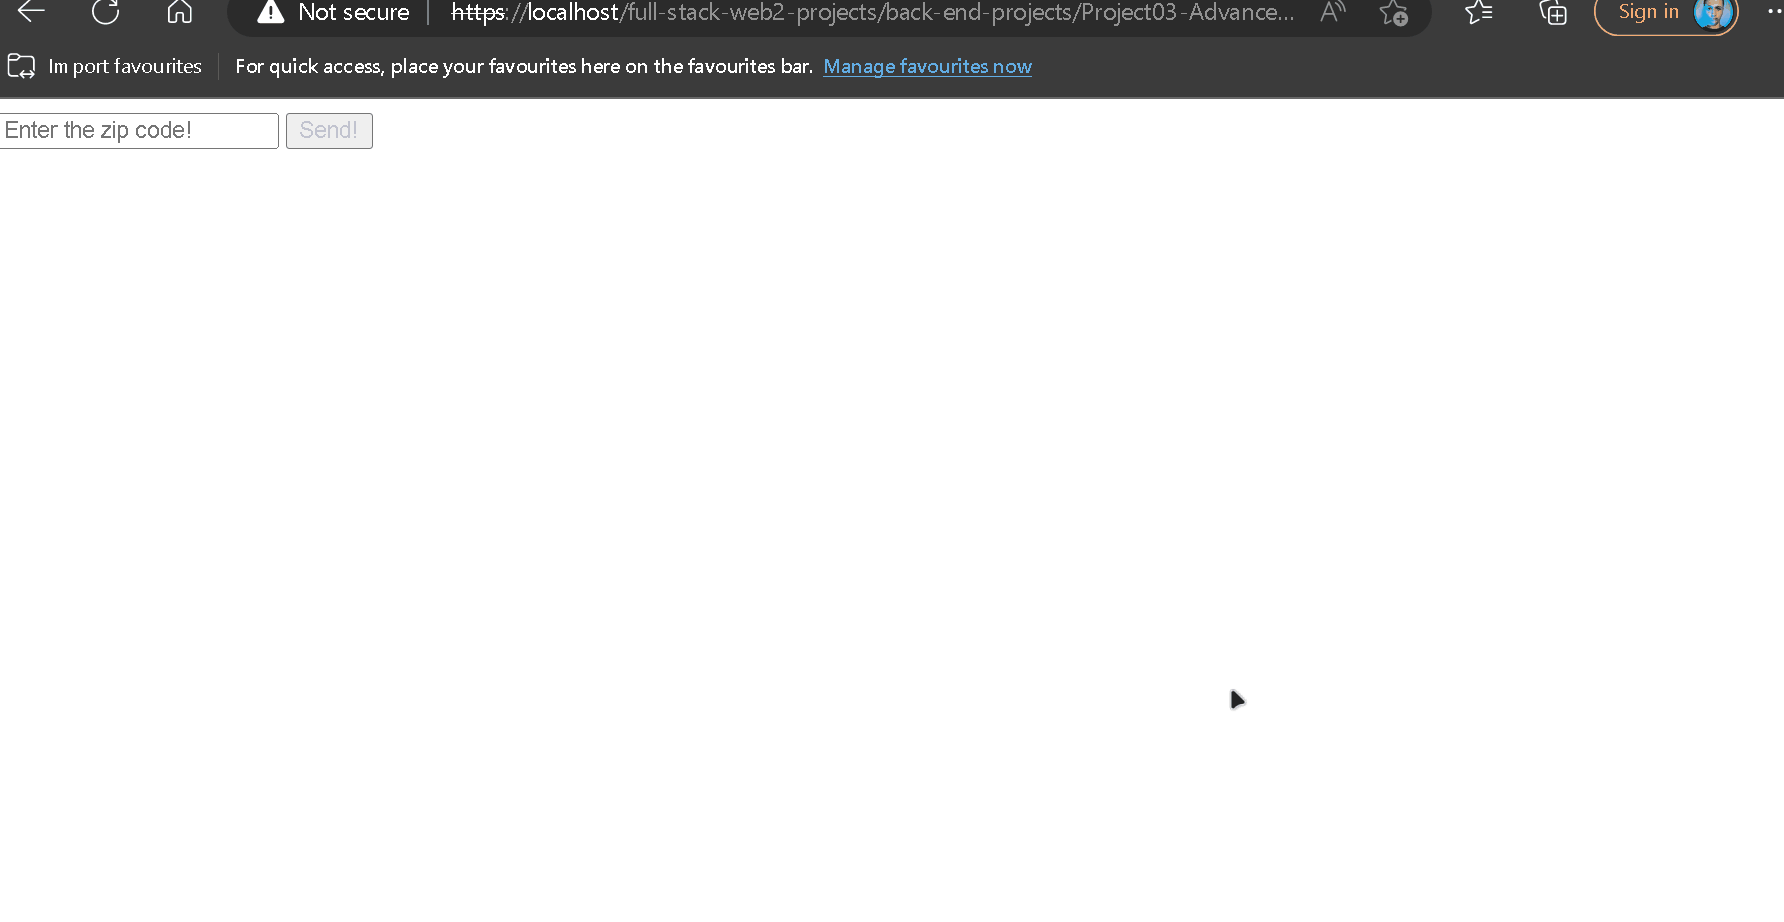 Not secure https://localhost/full-stack-web2-projects/back-end-projects/Project03-Advance... A Sign in
Import favourites For quick access, place your favourites here on the favourites bar. Manage favourites now
Enter the zip code! Send!